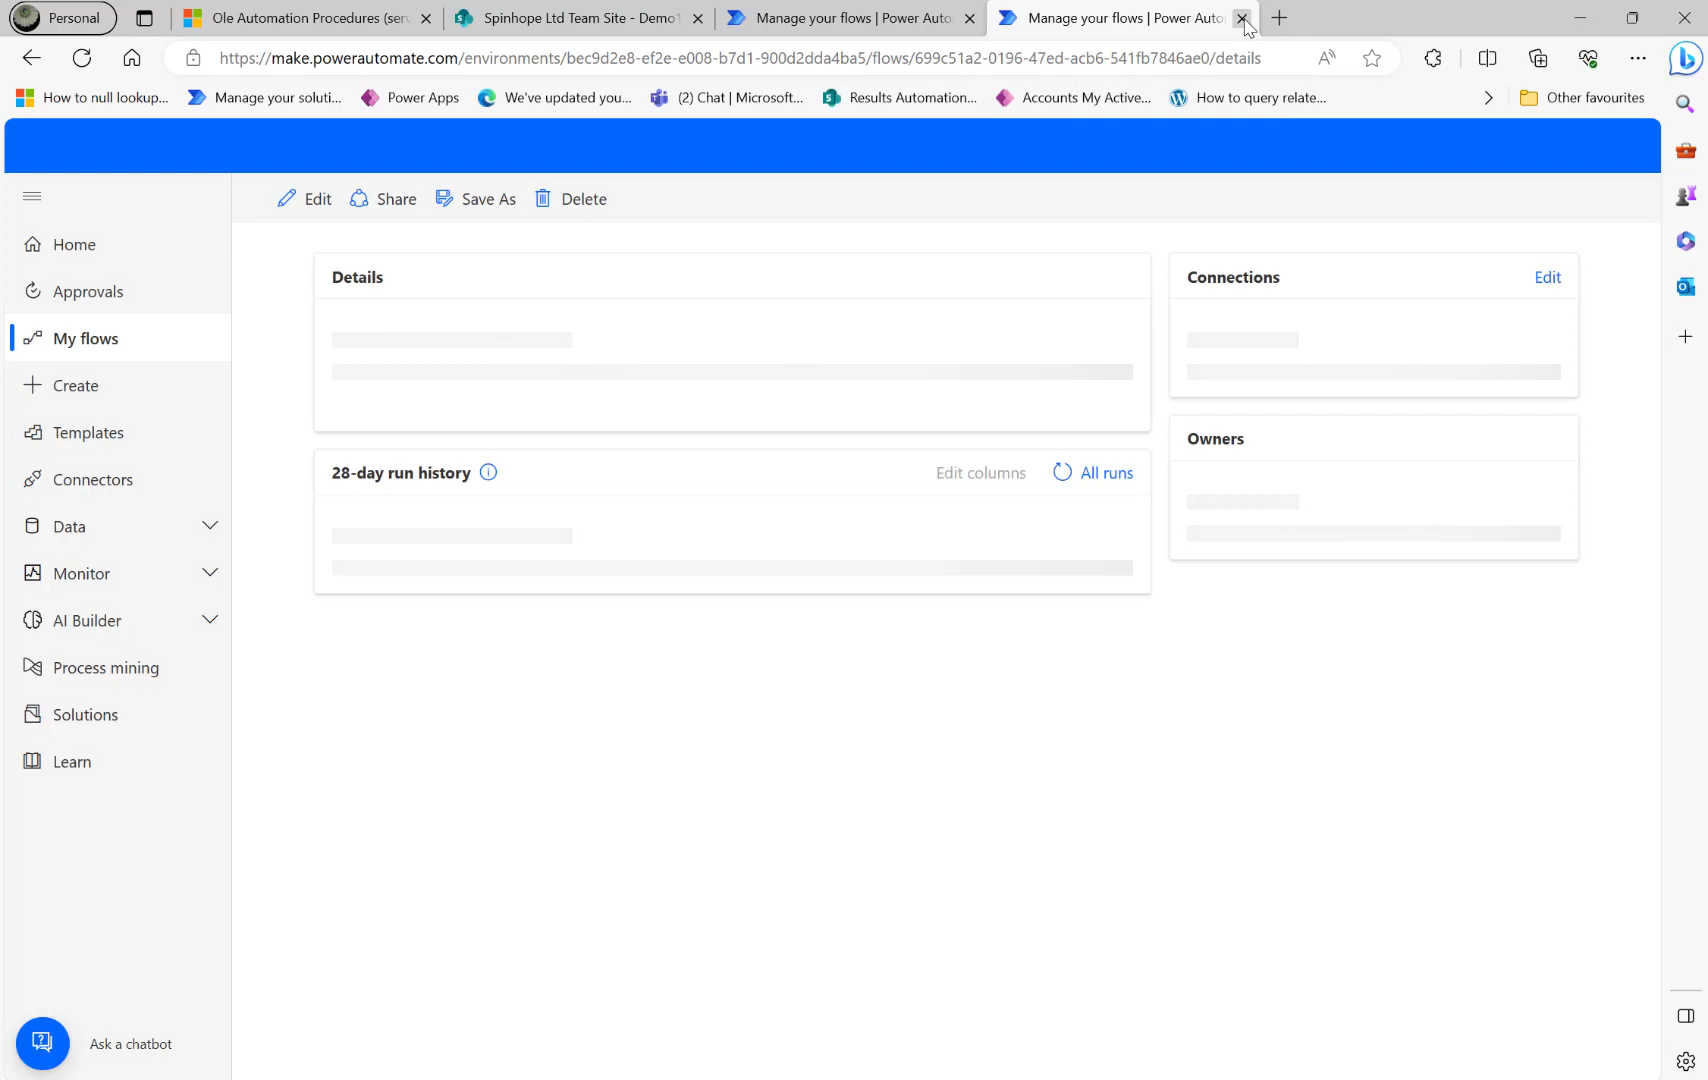 Personal
Ole Automation Procedures (serv
Spinhope Ltd Team Site - Demo1
Manage your flows | Power Autor
Manage your flows | Power Autor
https://make.powerautomate.com/environments/bec9d2e8-ef2e-e008-b7d1-900d2dda4ba5/flows/699c51a2-0196-47ed-acb6-541fb7846ae0/details
How to null lookup...
Manage your soluti...
Power Apps
We've updated you...
(2) Chat | Microsoft...
Results Automation...
Accounts My Active...
How to query relate...
Other favourites
Edit
Share
Save As
Delete
Home
Approvals
My flows
Create
Templates
Connectors
Data
Monitor
AI Builder
Process mining
Solutions
Learn
Details
Connections
Edit
28-day run history
Edit columns
All runs
Owners
Ask a chatbot